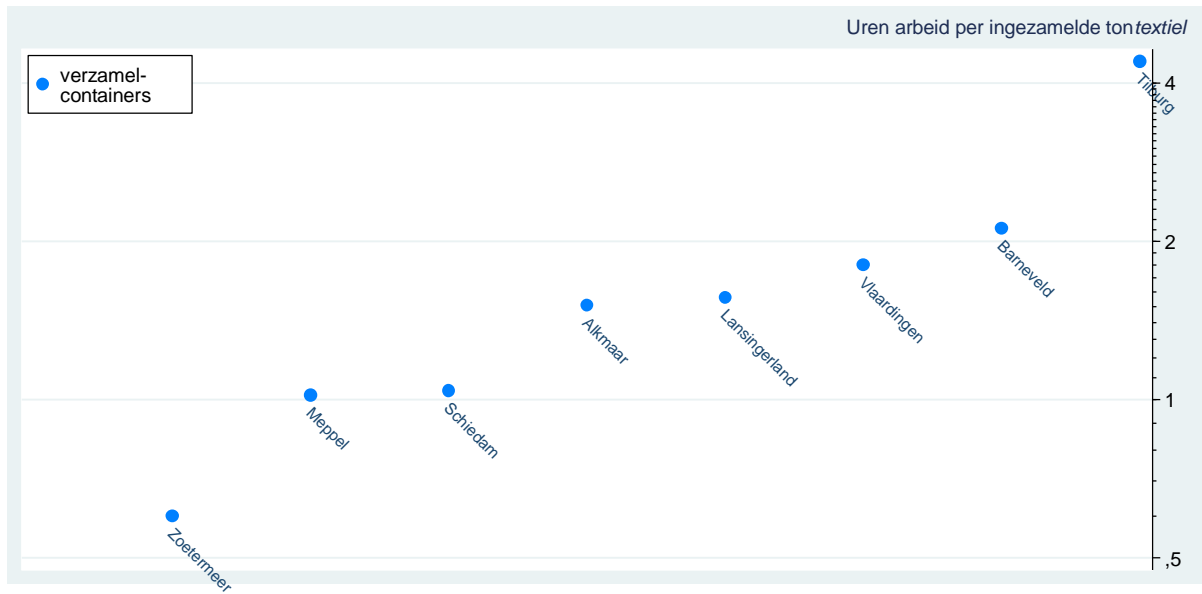 Uren arbeid per ingezamelde ton textiel
verzamel-
containers
Tilburg
4
2
Barneveld
Vlaardingen
Lansingerland
Alkmaar
1
Schiedam
Meppel
Zoetermeer
,5